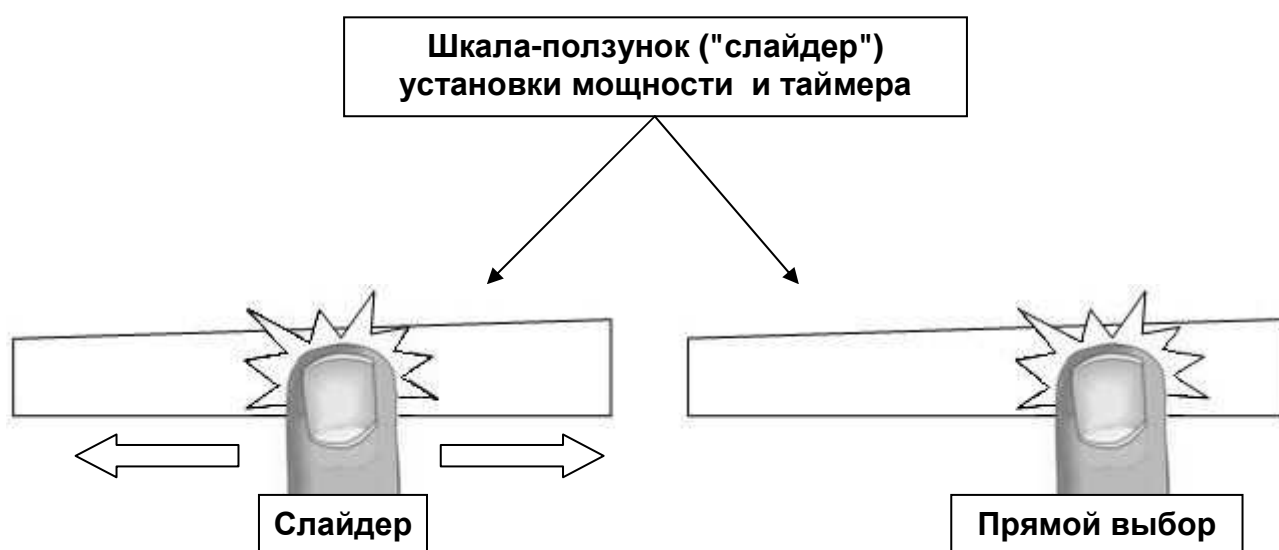 Шкала-ползунок ("слайдер")
установки мощности и таймера
Слайдер
Прямой выбор